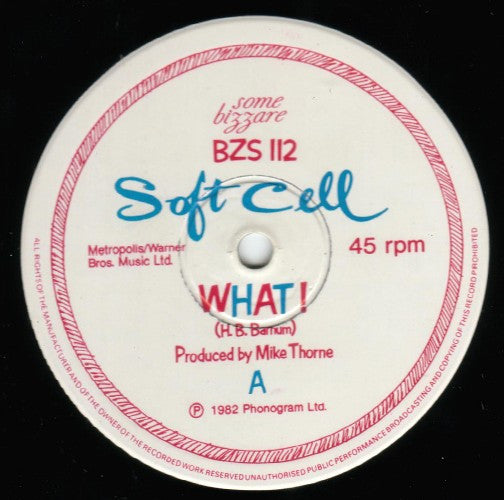 some
bizzare
BZS 112
Soft Cell
Metropolis/Warner
Bros. Music Ltd.
45 rpm
WHAT!
(H. B. Barnum)
Produced by Mike Thorne
A
Ⓟ 1982 Phonogram Ltd.
ALL RIGHTS OF THE MANUFACTURER AND OF THE OWNER OF THE RECORDED WORK RESERVED UNAUTHORISED PUBLIC PERFORMANCE BROADCASTING AND COPYING OF THIS RECORD PROHIBITED